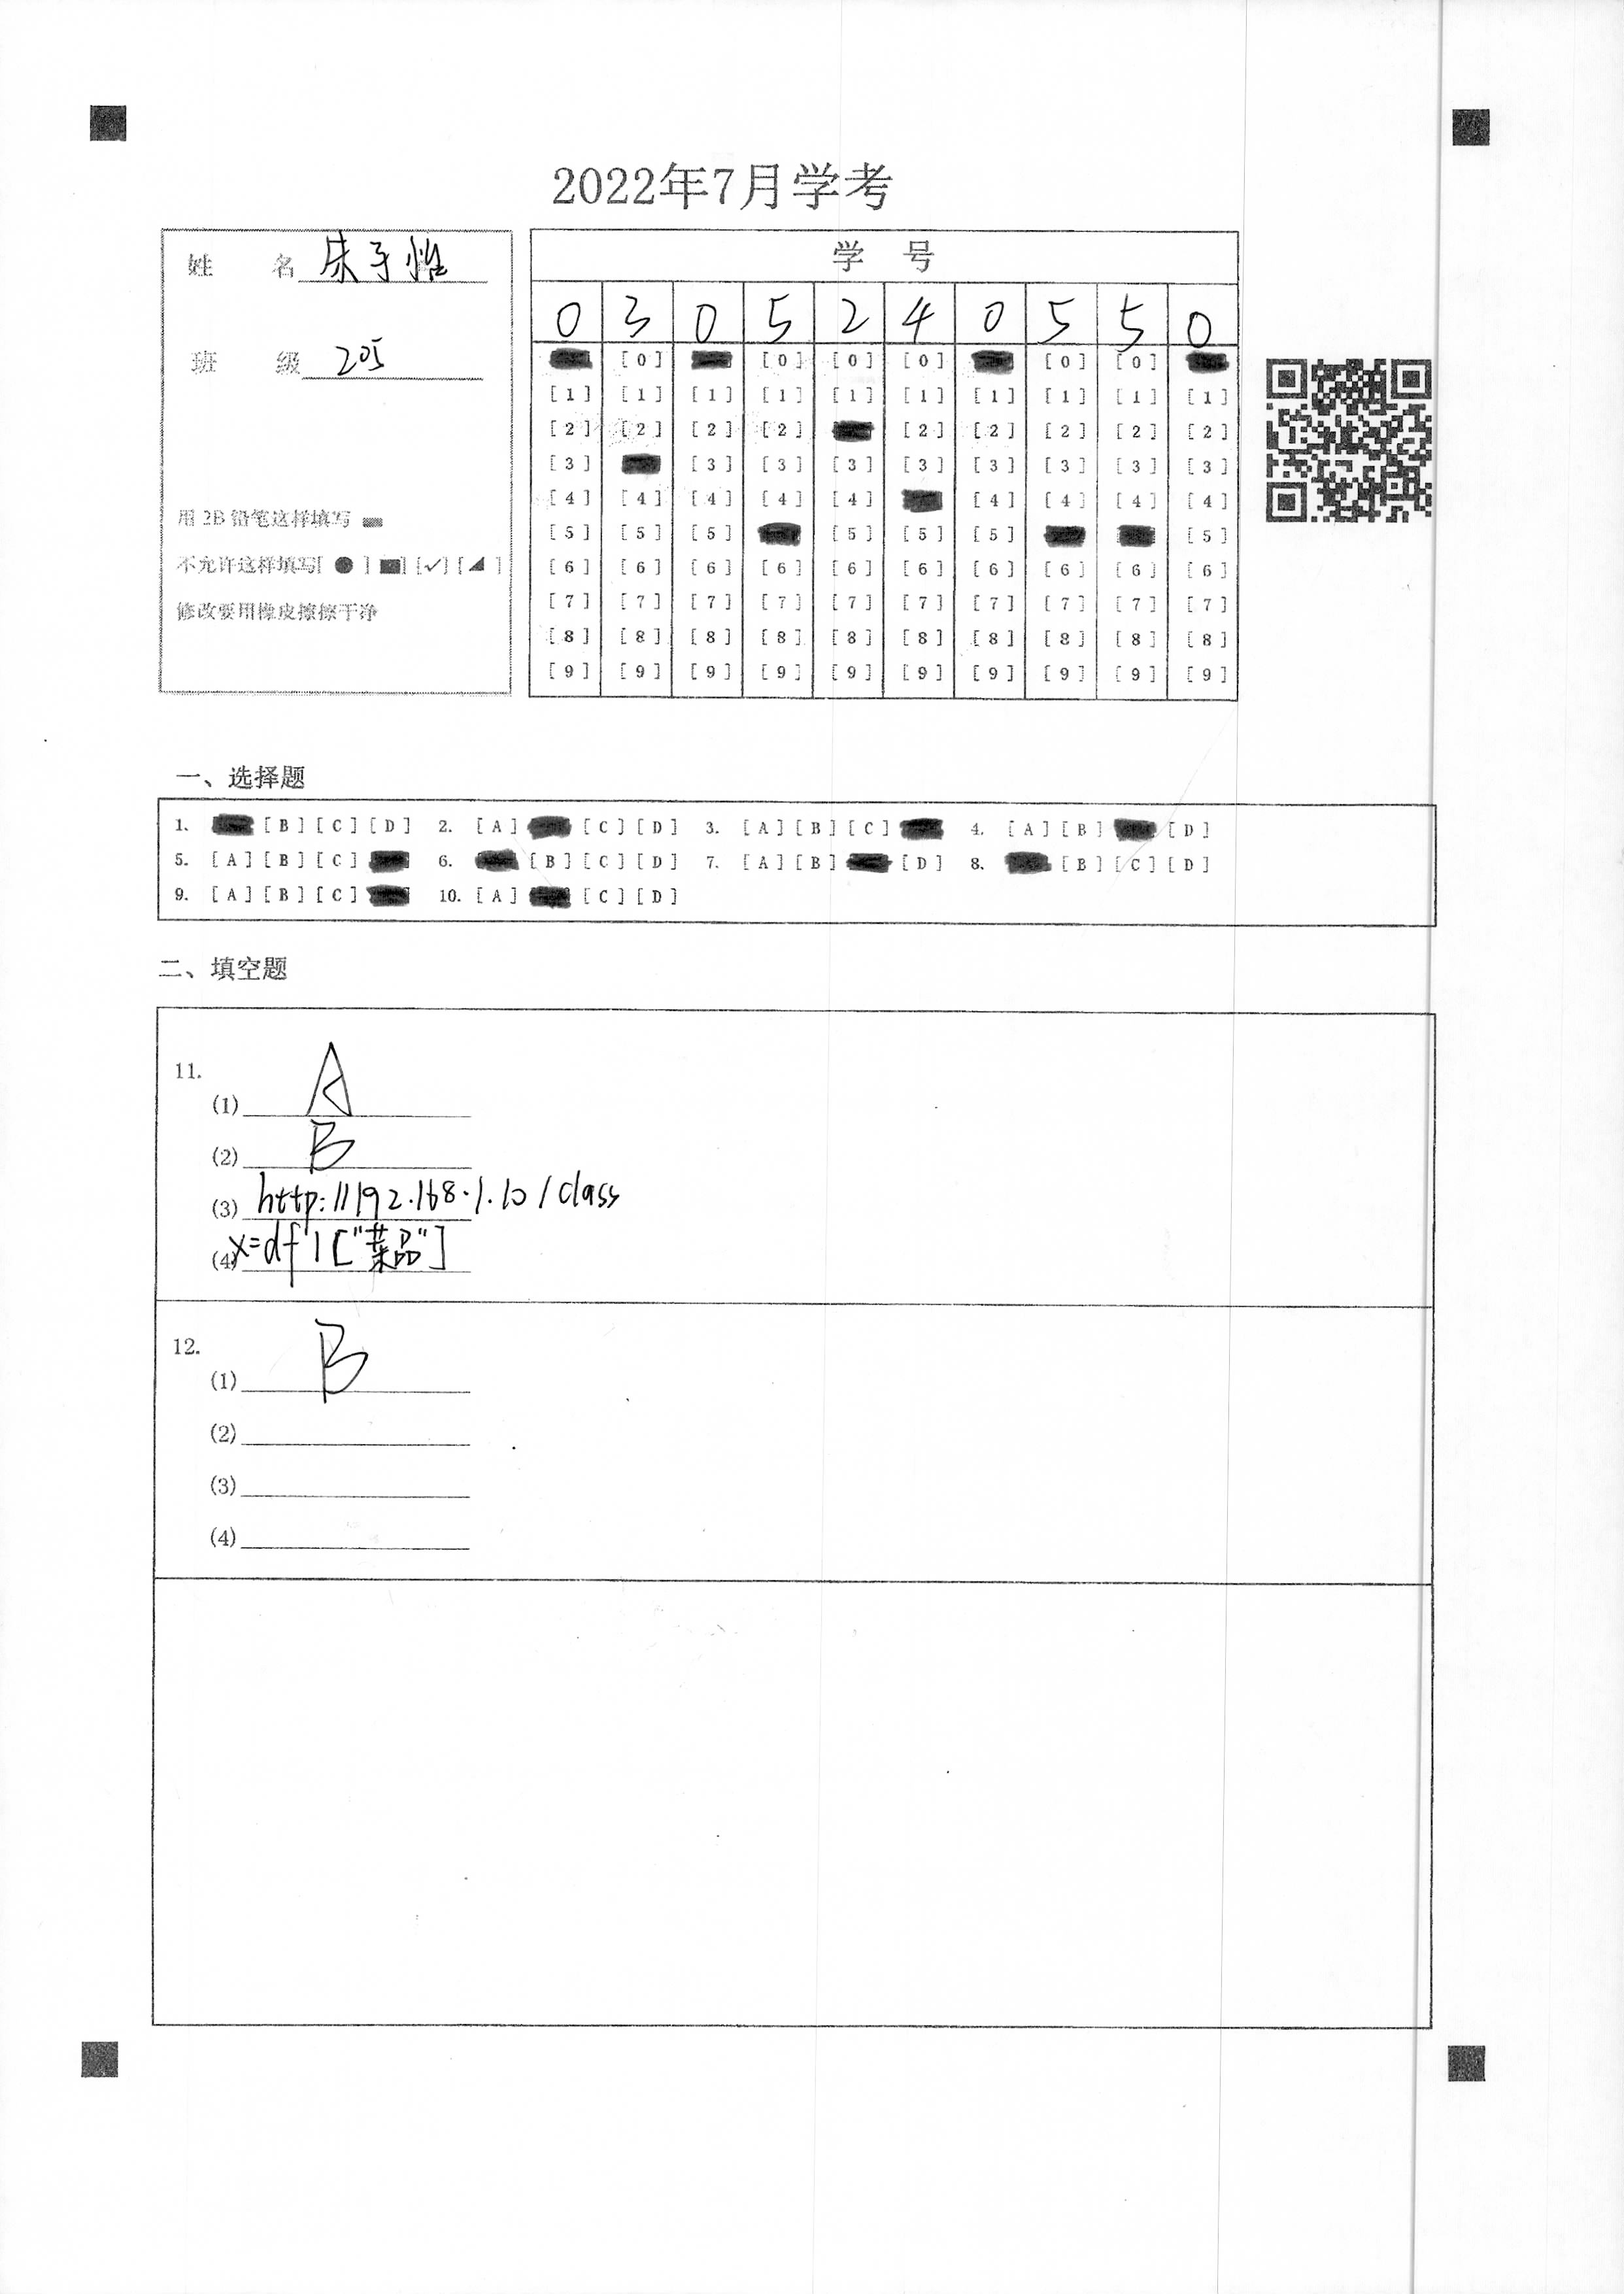 2022年7月学考
姓 名 朱予怡
班 级 205
用 2B 铅笔这样填写
不允许这样填写[ ● ] [■] [✓] [◢ ]
修改要用橡皮擦擦干净
学 号
0 3 0 5 2 4 0 5 5 0
[0] [0] [0] [0] [0] [0]
[1] [1] [1] [1] [1] [1] [1] [1] [1] [1]
[2] [2] [2] [2] [2] [2] [2] [2] [2]
[3] [3] [3] [3] [3] [3] [3] [3] [3]
[4] [4] [4] [4] [4] [4] [4] [4] [4]
[5] [5] [5] [5] [5] [5] [5]
[6] [6] [6] [6] [6] [6] [6] [6] [6] [6]
[7] [7] [7] [7] [7] [7] [7] [7] [7] [7]
[8] [8] [8] [8] [8] [8] [8] [8] [8] [8]
[9] [9] [9] [9] [9] [9] [9] [9] [9] [9]
一、选择题
1. [B] [C] [D] 2. [A] [C] [D] 3. [A] [B] [C] 4. [A] [B] [D]
5. [A] [B] [C] 6. [B] [C] [D] 7. [A] [B] [D] 8. [B] [C] [D]
9. [A] [B] [C] 10. [A] [C] [D]
二、填空题
11.
(1) A
(2) B
(3) http://192.168.1.10/class
(4) x=df1["菜品"]
12.
(1) B
(2)
(3)
(4)